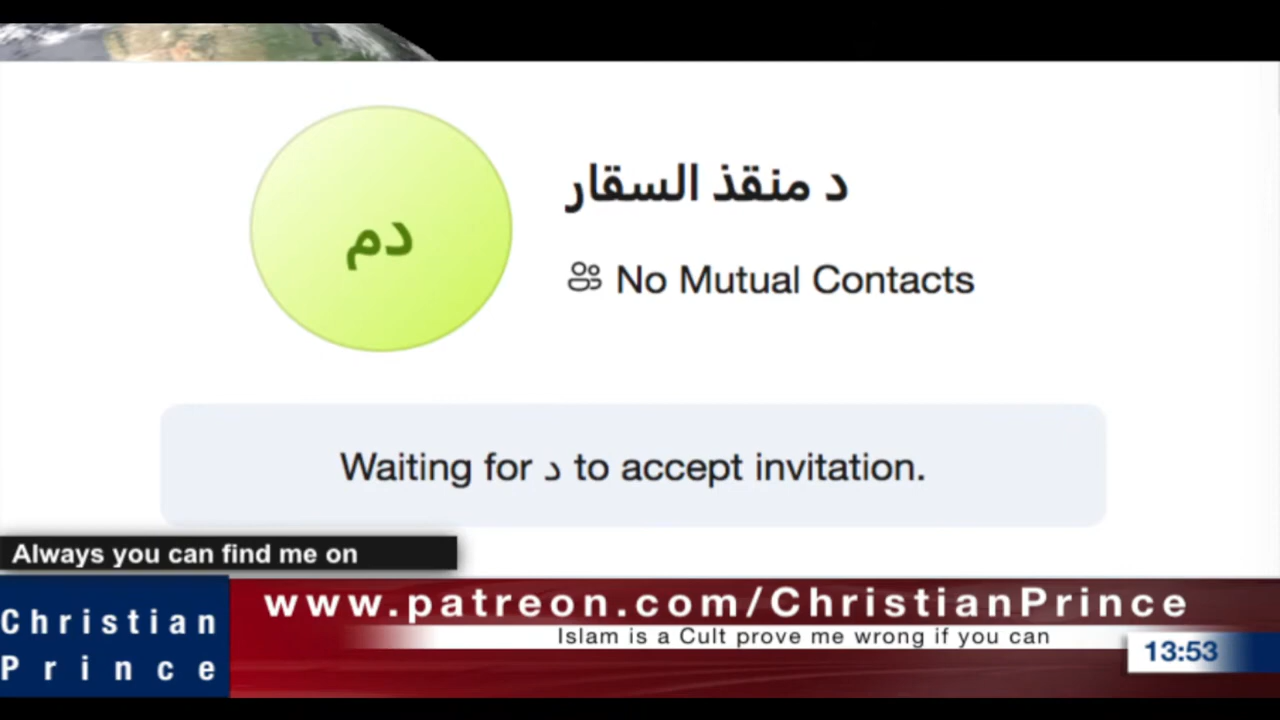 د منقذ السقار
دم
No Mutual Contacts
Waiting for د to accept invitation.
Always you can find me on
Christian
Prince
www.patreon.com/ChristianPrince
Islam is a Cult prove me wrong if you can
13:53